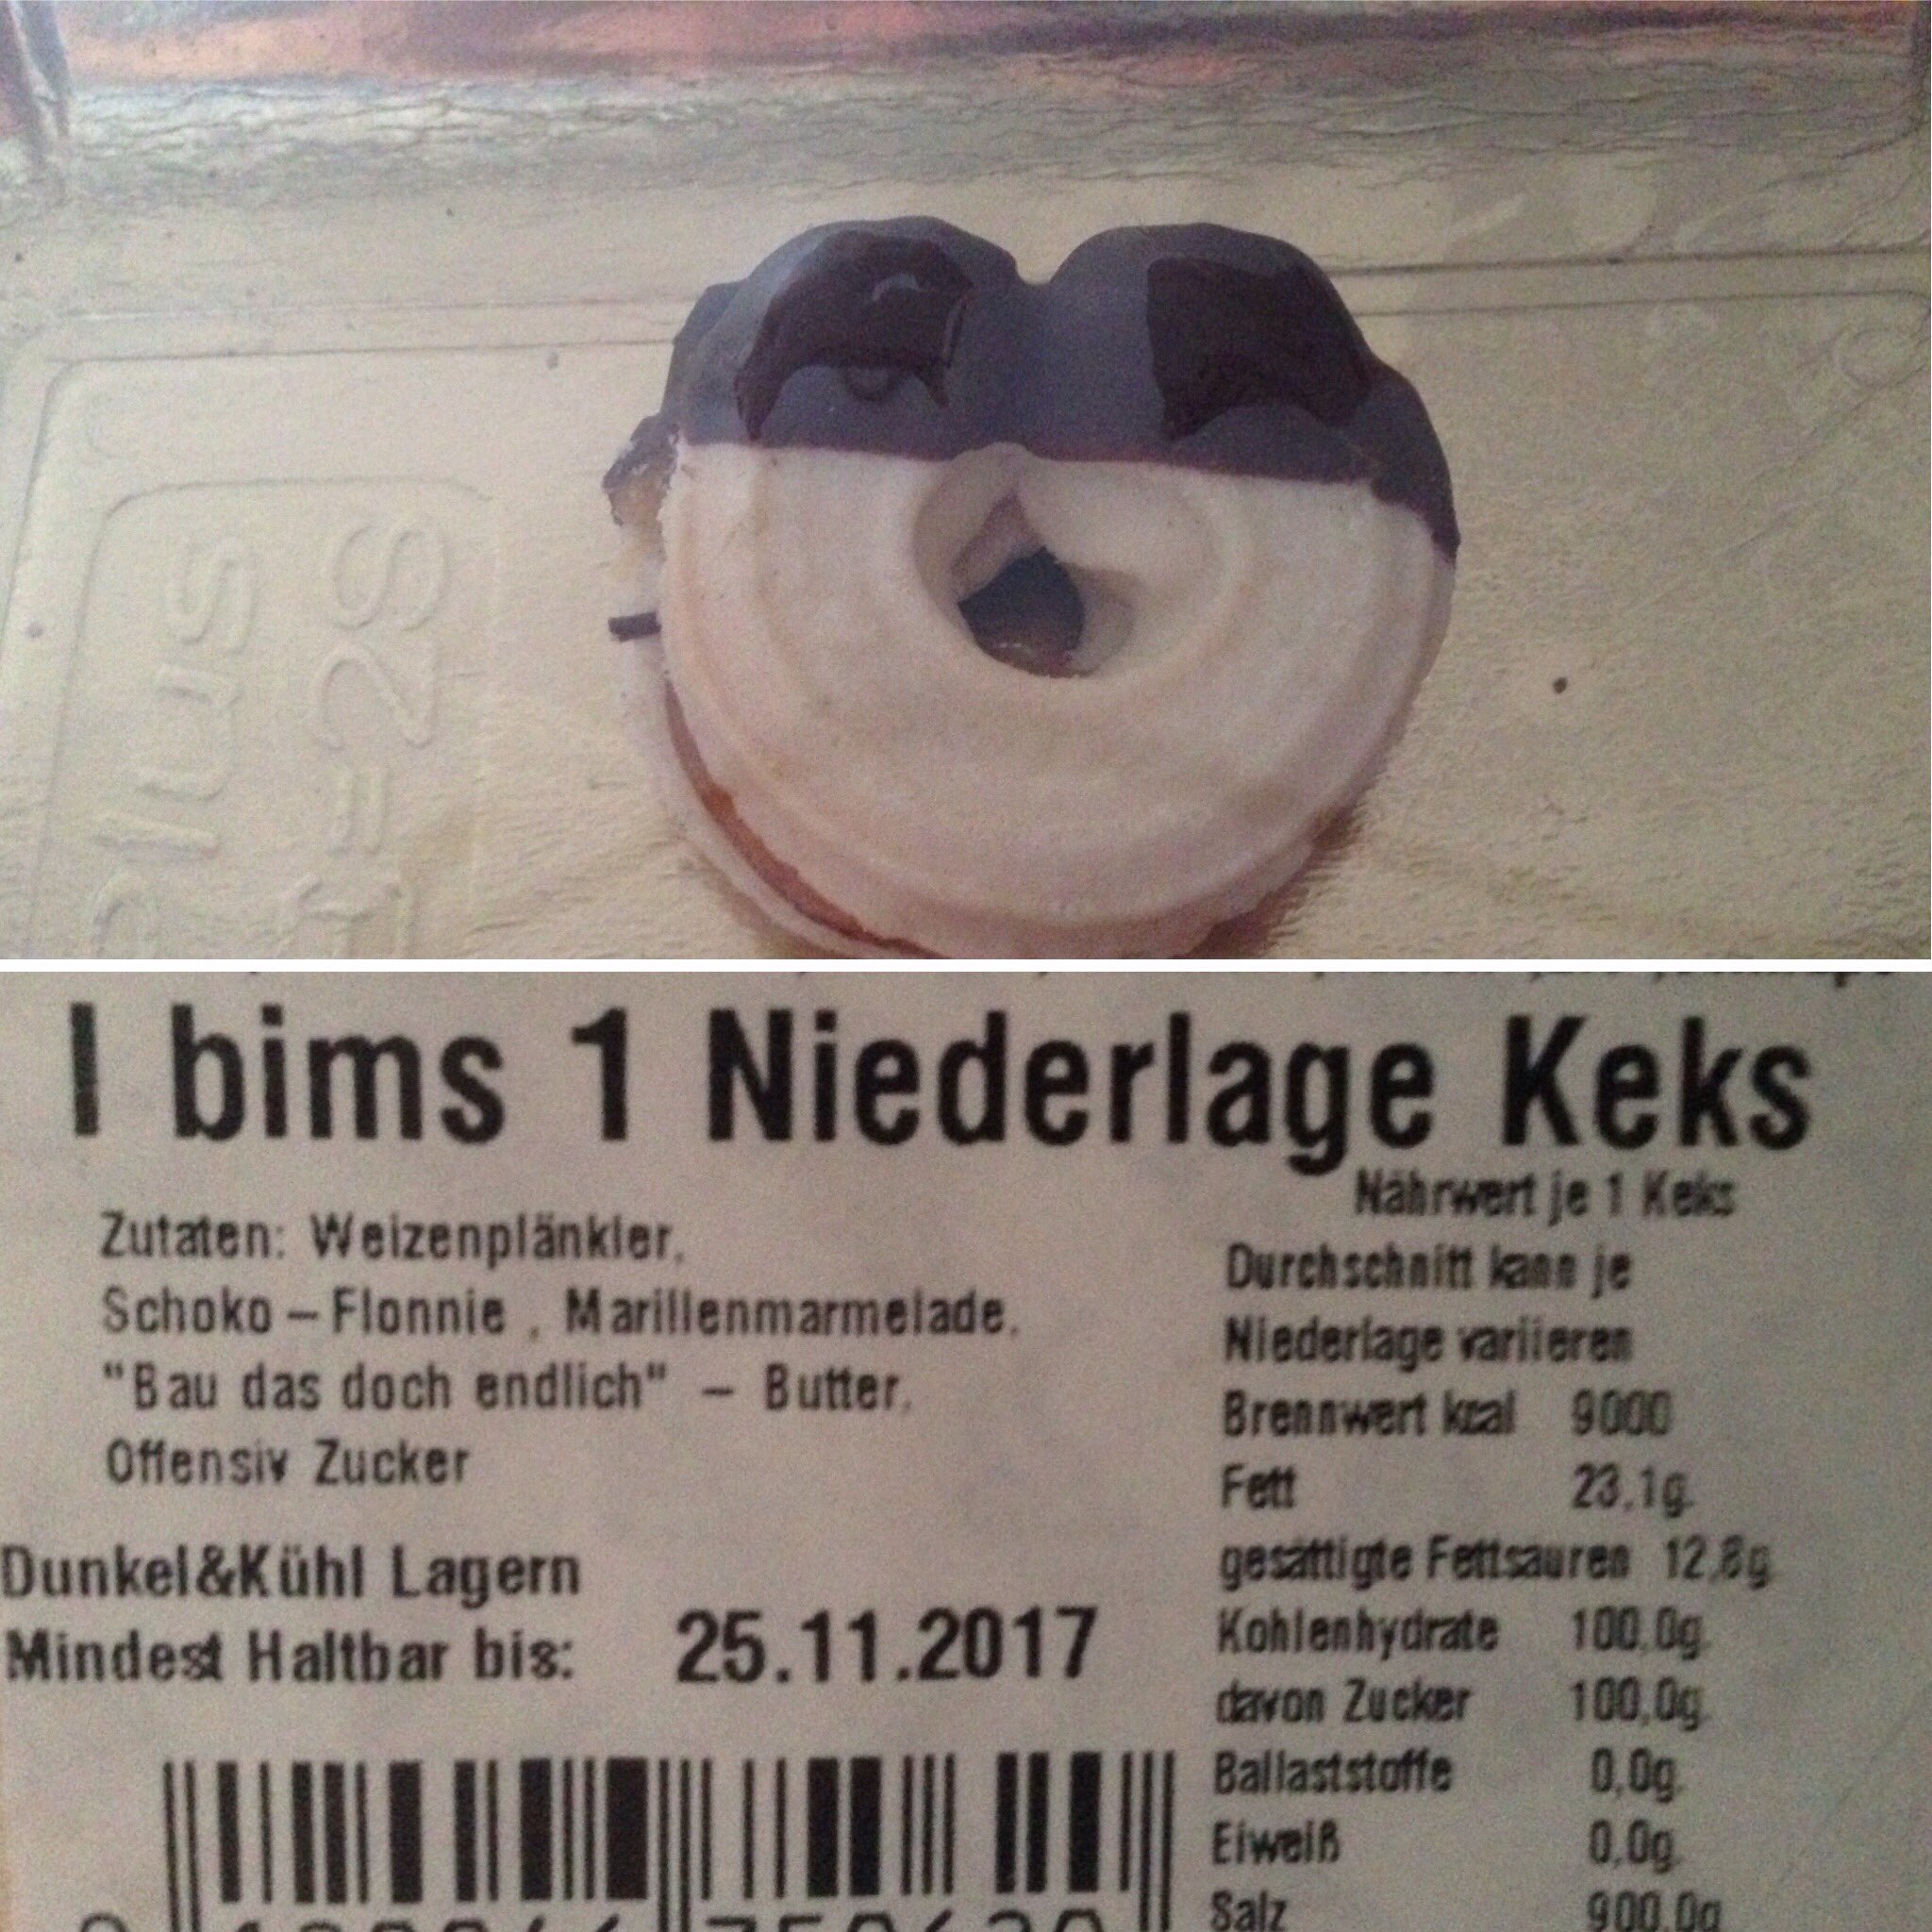 I bims 1 Niederlage Keks
Zutaten: Weizenplänkler,
Schoko – Flonnie , Marillenmarmelade,
"Bau das doch endlich" – Butter,
Offensiv Zucker
Dunkel&Kühl Lagern
Mindest Haltbar bis: 25.11.2017
Nährwert je 1 Keks
Durchschnitt kann je
Niederlage variieren
Brennwert kcal 9000
Fett 23,1g.
gesättigte Fettsauren 12,8g
Kohlenhydrate 100,0g.
davon Zucker 100,0g.
Ballaststoffe 0,0g.
Eiweiß 0,0g.
Salz 900,0g